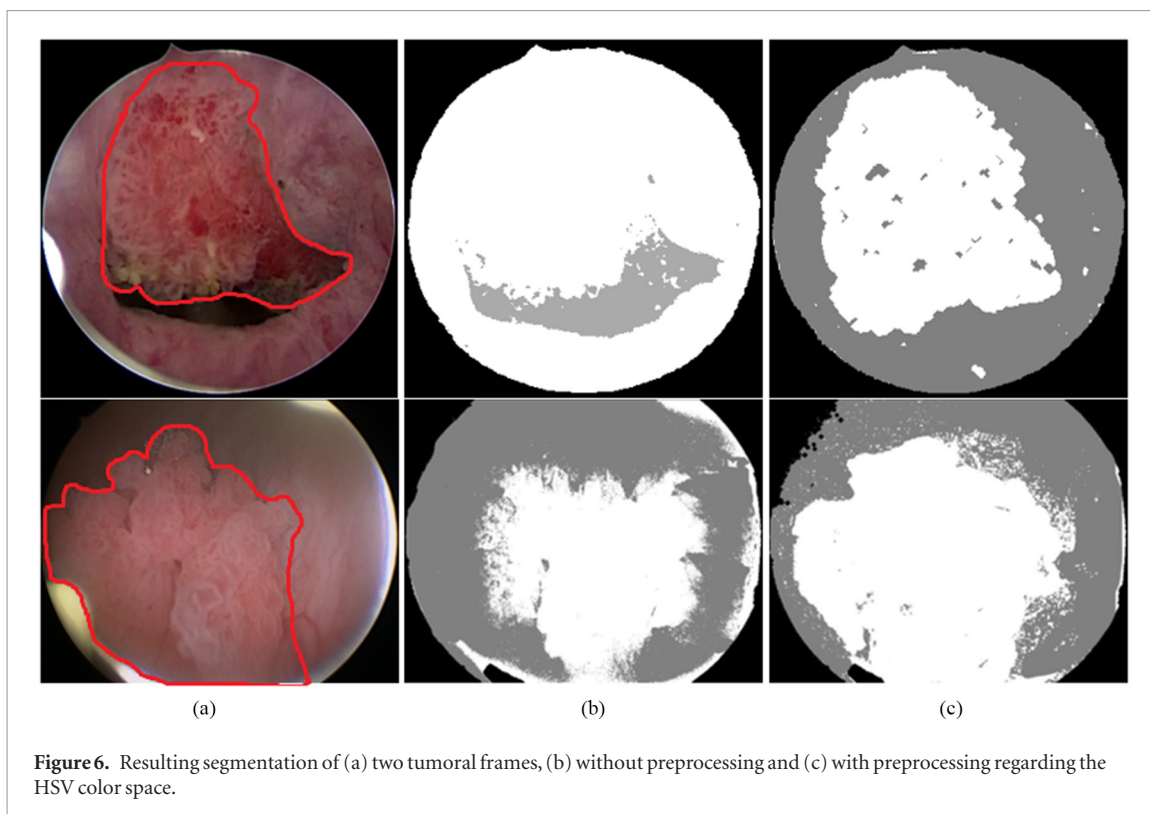 (a) (b) (c)
Figure 6. Resulting segmentation of (a) two tumoral frames, (b) without preprocessing and (c) with preprocessing regarding the
HSV color space.